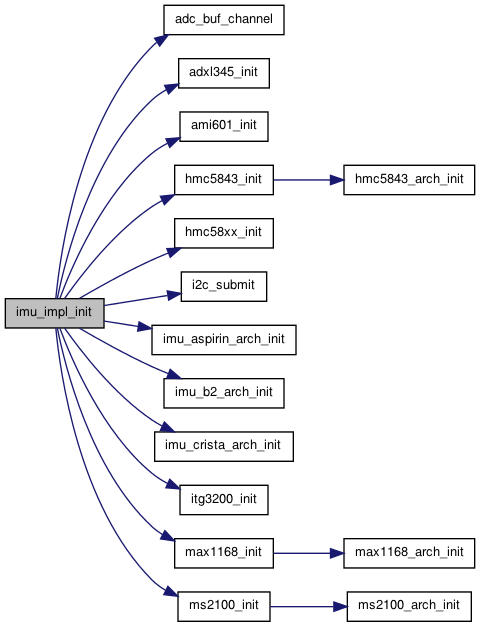 adc_buf_channel
adxl345_init
ami601_init
hmc5843_init
hmc5843_arch_init
hmc58xx_init
i2c_submit
imu_impl_init
imu_aspirin_arch_init
imu_b2_arch_init
imu_crista_arch_init
itg3200_init
max1168_init
max1168_arch_init
ms2100_init
ms2100_arch_init